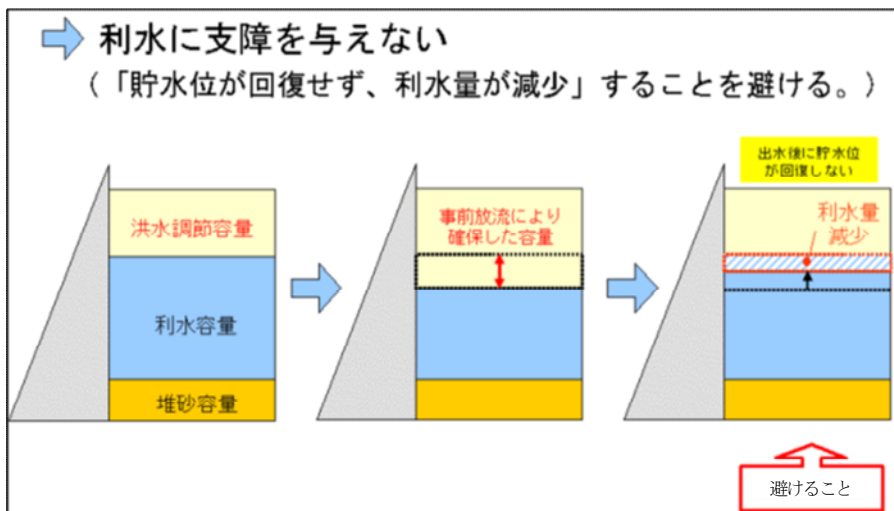 利水に支障を与えない
（「貯水位が回復せず、利水量が減少」することを避ける。）
洪水調節容量
利水容量
堆砂容量
事前放流により
確保した容量
出水後に貯水位
が回復しない
利水量
減少
避けること